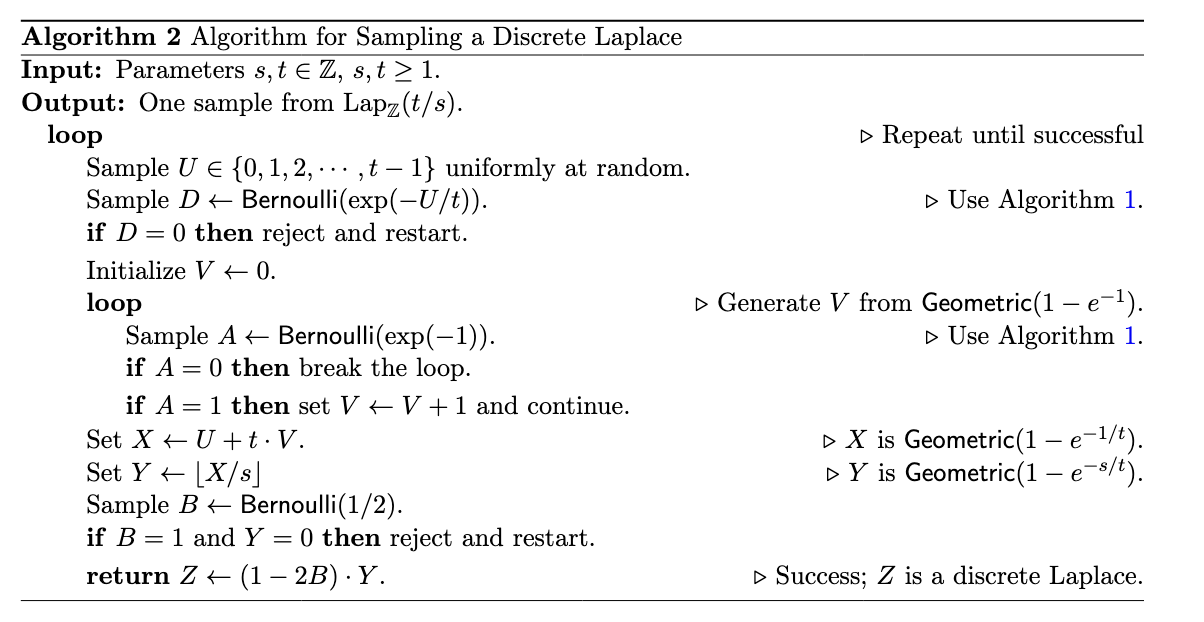 Algorithm 2 Algorithm for Sampling a Discrete Laplace
Input: Parameters s, t ∈ ℤ, s, t ≥ 1.
Output: One sample from Lap_ℤ(t/s).
loop ▷ Repeat until successful
Sample U ∈ {0, 1, 2, ⋯ , t − 1} uniformly at random.
Sample D ← Bernoulli(exp(−U/t)). ▷ Use Algorithm 1.
if D = 0 then reject and restart.
Initialize V ← 0.
loop ▷ Generate V from Geometric(1 − e⁻¹).
Sample A ← Bernoulli(exp(−1)). ▷ Use Algorithm 1.
if A = 0 then break the loop.
if A = 1 then set V ← V + 1 and continue.
Set X ← U + t · V. ▷ X is Geometric(1 − e^{−1/t}).
Set Y ← ⌊X/s⌋ ▷ Y is Geometric(1 − e^{−s/t}).
Sample B ← Bernoulli(1/2).
if B = 1 and Y = 0 then reject and restart.
return Z ← (1 − 2B) · Y. ▷ Success; Z is a discrete Laplace.